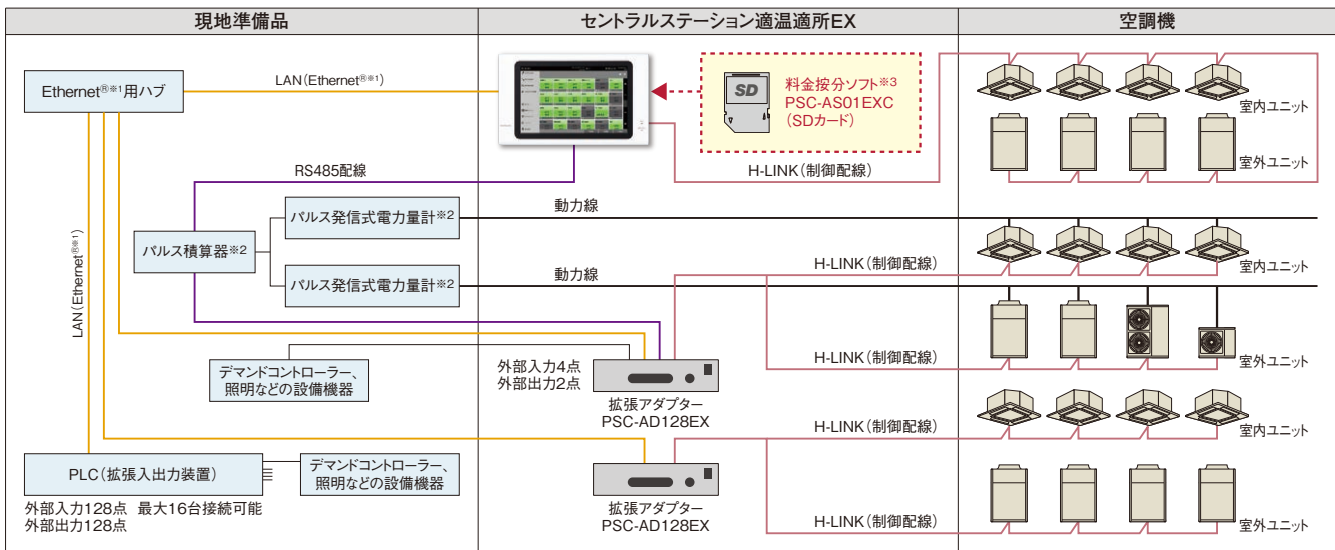 現地準備品
セントラルステーション適温適所EX
空調機
Ethernet®※1用ハブ
LAN(Ethernet®※1)
SD
料金按分ソフト※3
PSC-AS01EXC
(SDカード)
室内ユニット
室外ユニット
H-LINK(制御配線)
RS485配線
動力線
パルス発信式電力量計※2
パルス積算器※2
LAN(Ethernet®※1)
パルス発信式電力量計※2
動力線
H-LINK(制御配線)
室内ユニット
デマンドコントローラー、
照明などの設備機器
外部入力4点
外部出力2点
拡張アダプター
PSC-AD128EX
H-LINK(制御配線)
室外ユニット
H-LINK(制御配線)
室内ユニット
PLC(拡張入出力装置)
デマンドコントローラー、
照明などの設備機器
外部入力128点 最大16台接続可能
外部出力128点
拡張アダプター
PSC-AD128EX
H-LINK(制御配線)
室外ユニット